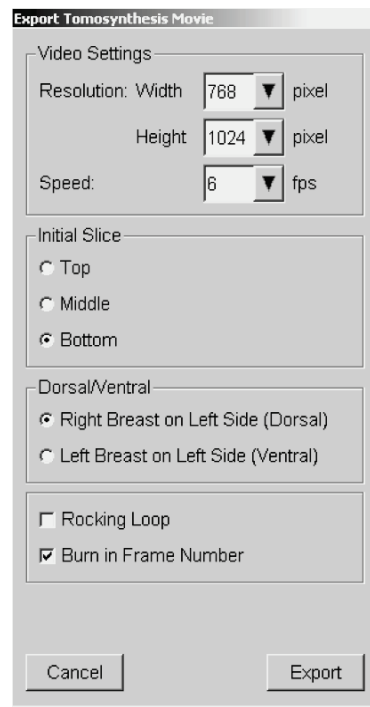 Export Tomosynthesis Movie
Video Settings
Resolution: Width 768 pixel
Height 1024 pixel
Speed: 6 fps
Initial Slice
Top
Middle
Bottom
Dorsal/Ventral
Right Breast on Left Side (Dorsal)
Left Breast on Left Side (Ventral)
Rocking Loop
Burn in Frame Number
Cancel Export